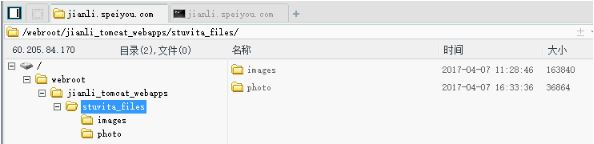 jianli.speiyou.com jianli.speiyou.com
/webroot/jianli_tomcat_webapps/stuvita_files/
60.205.84.170 目录(2),文件(0) 名称 时间 大小
/
webroot
jianli_tomcat_webapps
stuvita_files
images
photo
images 2017-04-07 11:28:46 163840
photo 2017-04-07 16:33:36 36864